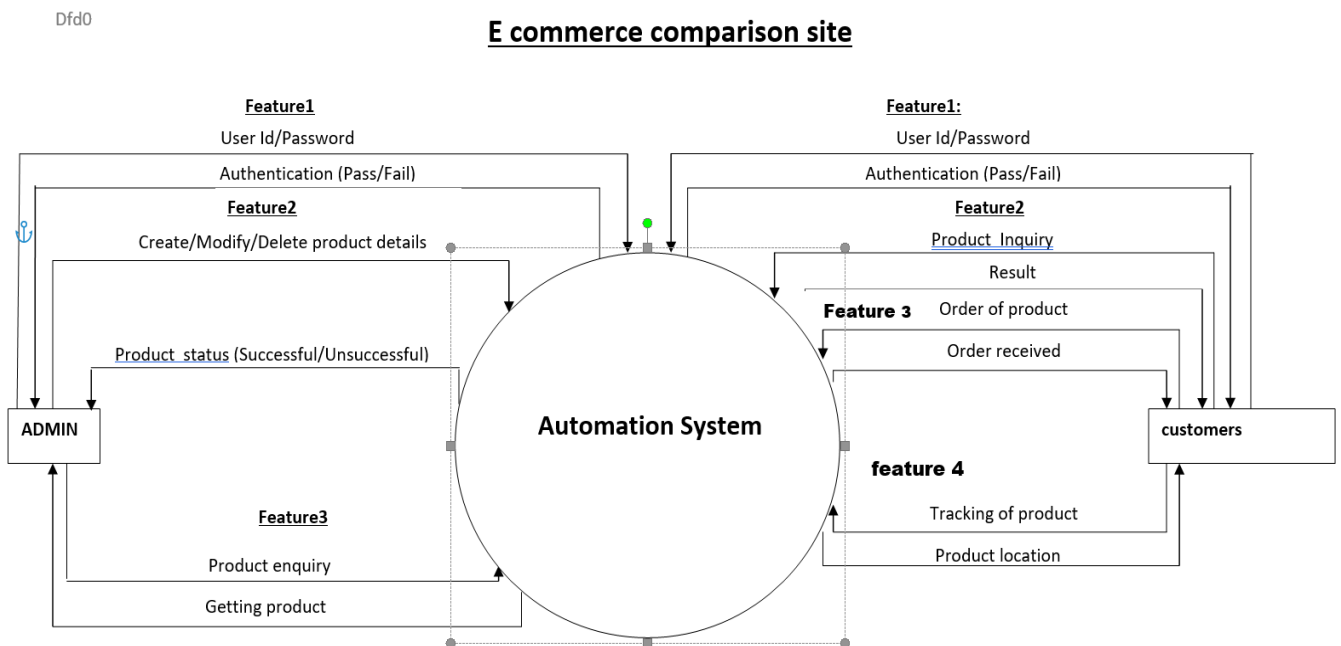 Dfd0
E commerce comparison site
Feature1
User Id/Password
Authentication (Pass/Fail)
Feature2
Create/Modify/Delete product details
Product status (Successful/Unsuccessful)
ADMIN
Feature3
Product enquiry
Getting product
Automation System
Feature1:
User Id/Password
Authentication (Pass/Fail)
Feature2
Product Inquiry
Result
Feature 3
Order of product
Order received
customers
feature 4
Tracking of product
Product location